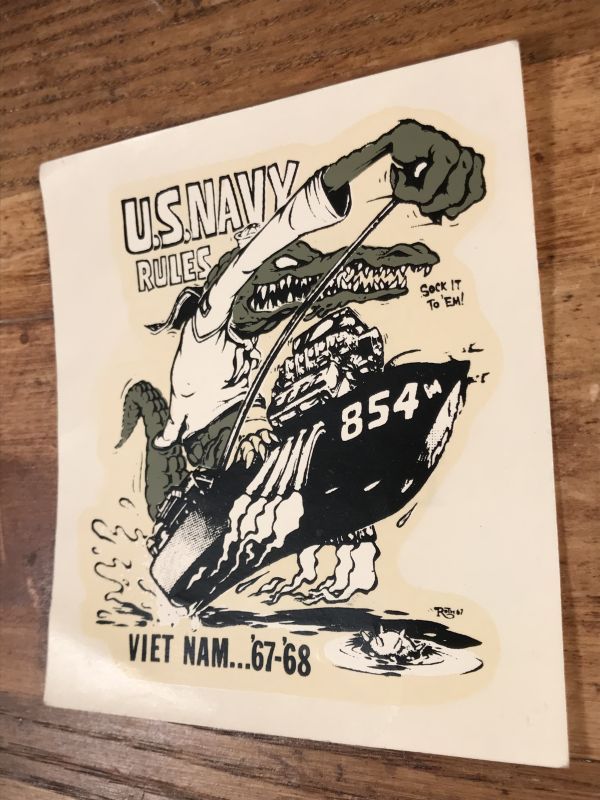 U.S. NAVY
RULES
SOCK IT
TO 'EM!
854
VIET NAM...'67-'68